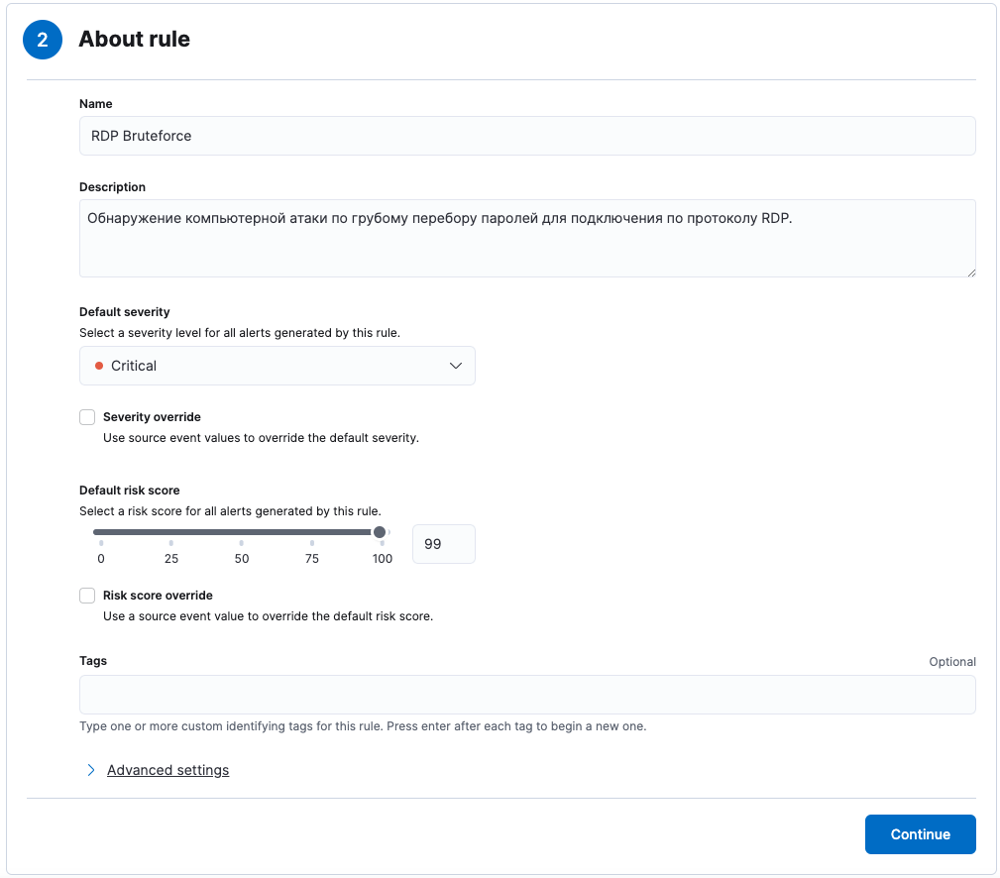 2
About rule
Name
RDP Bruteforce
Description
Обнаружение компьютерной атаки по грубому перебору паролей для подключения по протоколу RDP.
Default severity
Select a severity level for all alerts generated by this rule.
Critical
Severity override
Use source event values to override the default severity.
Default risk score
Select a risk score for all alerts generated by this rule.
99
0 25 50 75 100
Risk score override
Use a source event value to override the default risk score.
Tags Optional
Type one or more custom identifying tags for this rule. Press enter after each tag to begin a new one.
Advanced settings
Continue